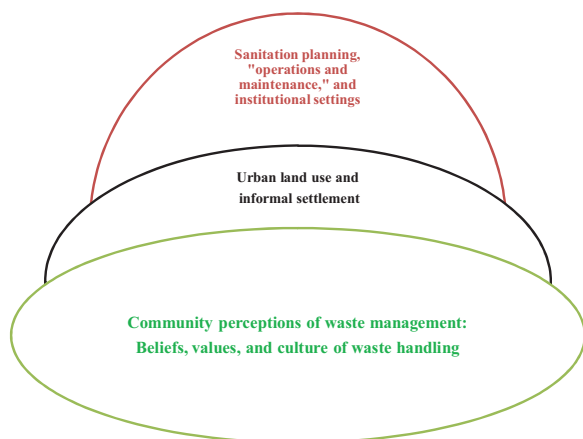 Sanitation planning,
"operations and
maintenance," and
institutional settings
Urban land use and
informal settlement
Community perceptions of waste management:
Beliefs, values, and culture of waste handling